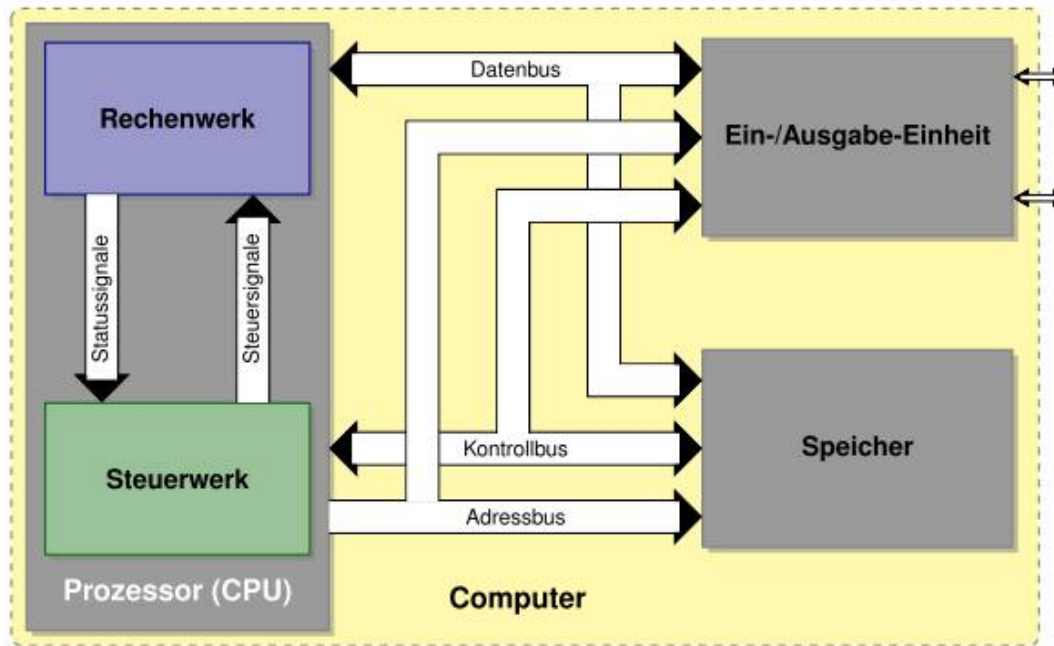 Datenbus
Rechenwerk
Ein-/Ausgabe-Einheit
Statussignale
Steuersignale
Kontrollbus
Speicher
Steuerwerk
Adressbus
Prozessor (CPU)
Computer